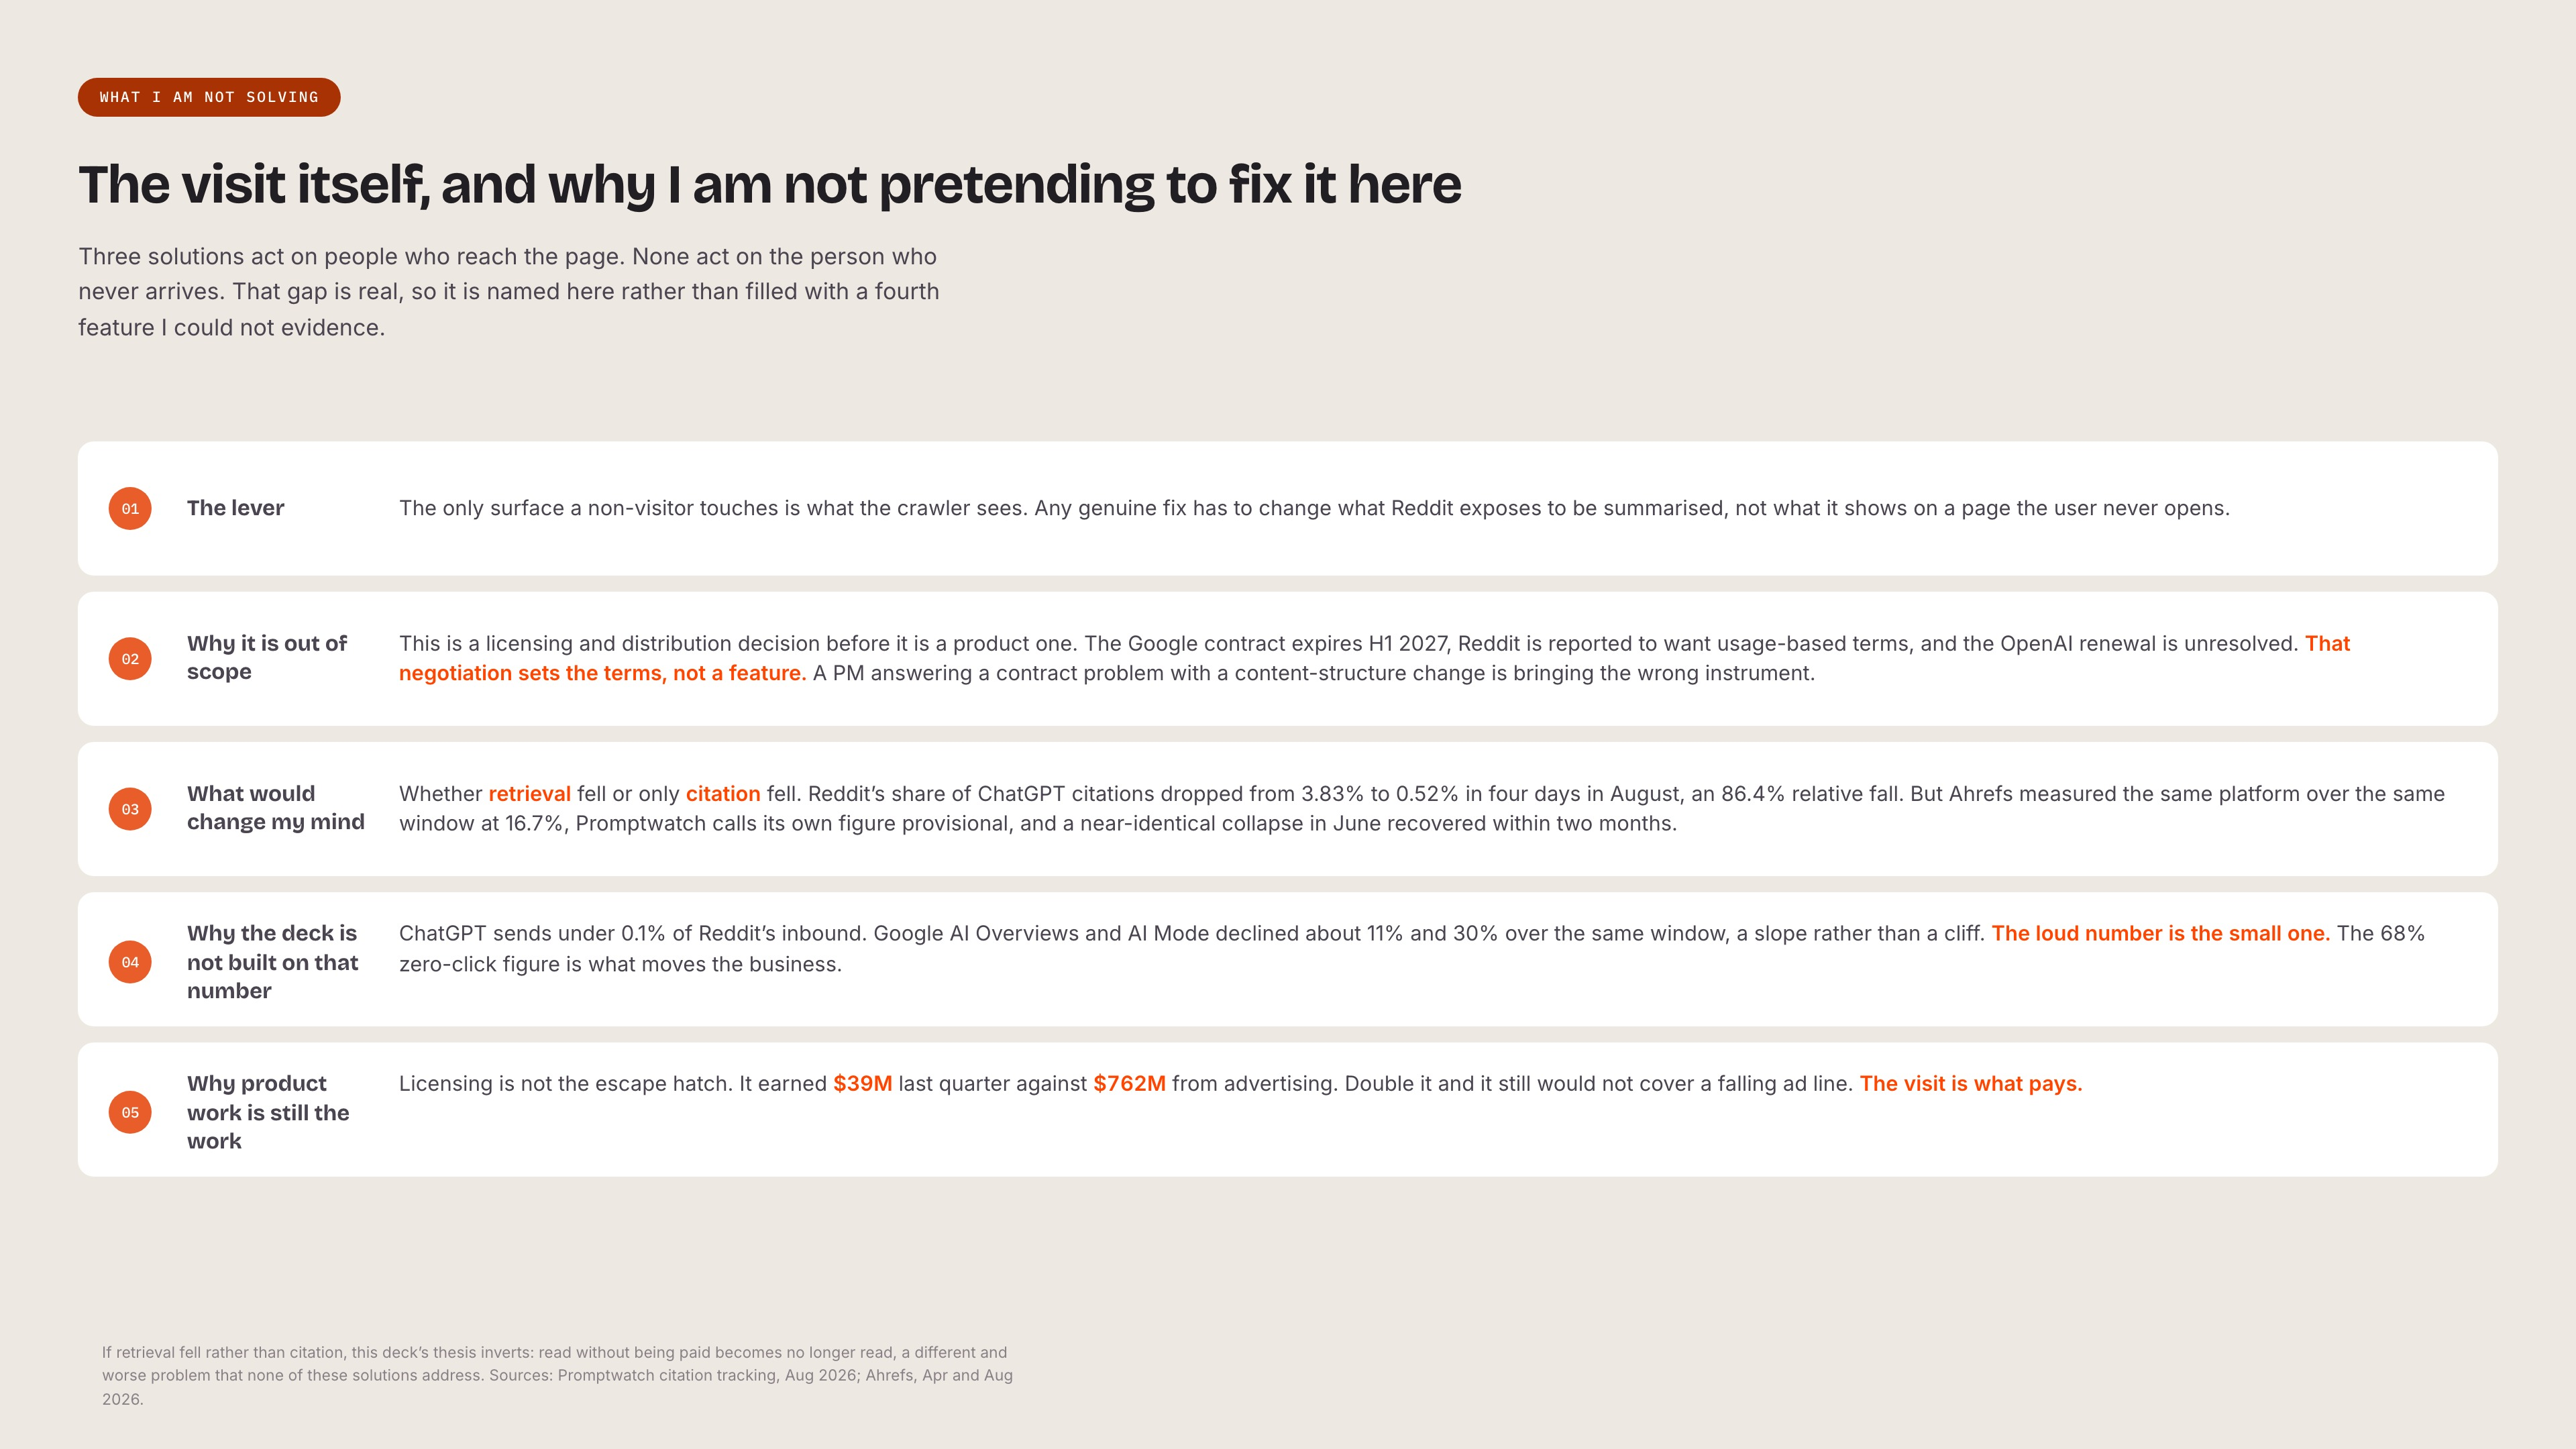 WHAT I AM NOT SOLVING
The visit itself, and why I am not pretending to fix it here
Three solutions act on people who reach the page. None act on the person who
never arrives. That gap is real, so it is named here rather than filled with a fourth
feature I could not evidence.
01
The lever
The only surface a non-visitor touches is what the crawler sees. Any genuine fix has to change what Reddit exposes to be summarised, not what it shows on a page the user never opens.
02
Why it is out of
scope
This is a licensing and distribution decision before it is a product one. The Google contract expires H1 2027, Reddit is reported to want usage-based terms, and the OpenAI renewal is unresolved. That
negotiation sets the terms, not a feature. A PM answering a contract problem with a content-structure change is bringing the wrong instrument.
03
What would
change my mind
Whether retrieval fell or only citation fell. Reddit’s share of ChatGPT citations dropped from 3.83% to 0.52% in four days in August, an 86.4% relative fall. But Ahrefs measured the same platform over the same
window at 16.7%, Promptwatch calls its own figure provisional, and a near-identical collapse in June recovered within two months.
04
Why the deck is
not built on that
number
ChatGPT sends under 0.1% of Reddit’s inbound. Google AI Overviews and AI Mode declined about 11% and 30% over the same window, a slope rather than a cliff. The loud number is the small one. The 68%
zero-click figure is what moves the business.
05
Why product
work is still the
work
Licensing is not the escape hatch. It earned $39M last quarter against $762M from advertising. Double it and it still would not cover a falling ad line. The visit is what pays.
If retrieval fell rather than citation, this deck’s thesis inverts: read without being paid becomes no longer read, a different and
worse problem that none of these solutions address. Sources: Promptwatch citation tracking, Aug 2026; Ahrefs, Apr and Aug
2026.